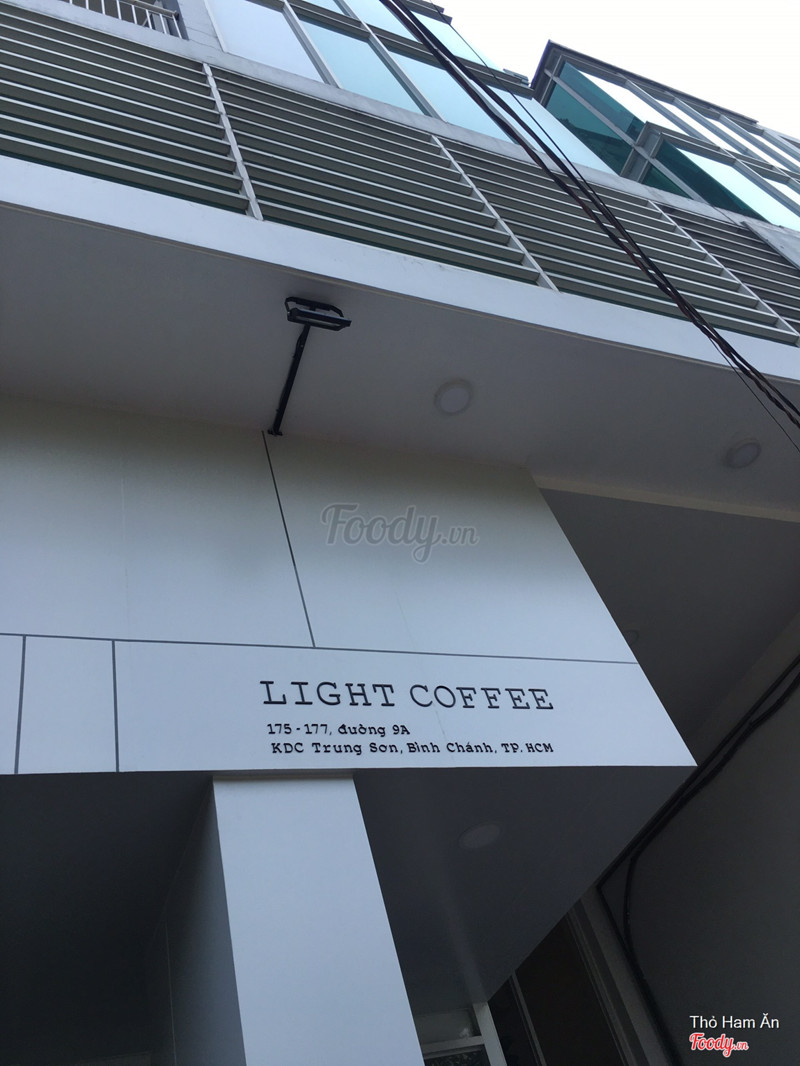 Foody.vn
LIGHT COFFEE
175-177, đường 9A
KDC Trung Sơn, Bình Chánh, TP. HCM
Thỏ Ham Ăn
Foody.vn